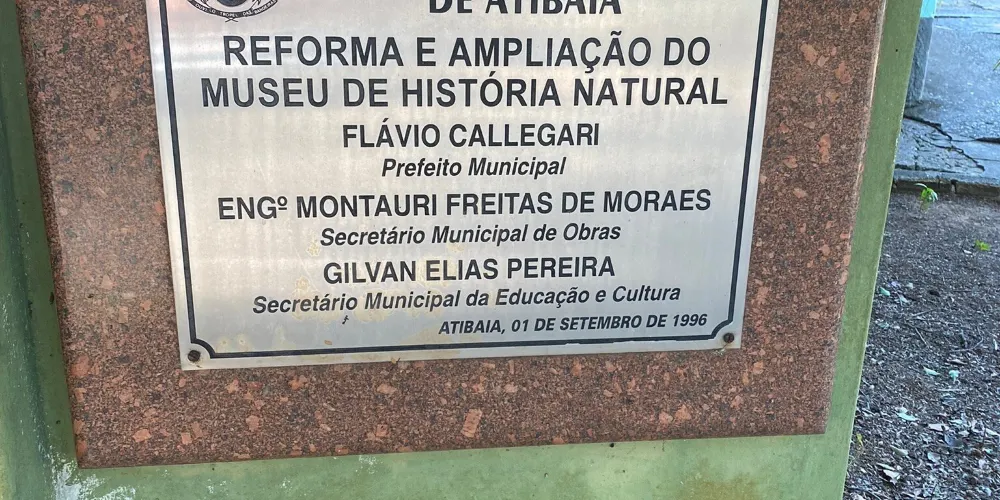 DE ATIBAIA
REFORMA E AMPLIAÇÃO DO
MUSEU DE HISTÓRIA NATURAL
FLÁVIO CALLEGARI
Prefeito Municipal
ENGº MONTAURI FREITAS DE MORAES
Secretário Municipal de Obras
GILVAN ELIAS PEREIRA
Secretário Municipal da Educação e Cultura
ATIBAIA, 01 DE SETEMBRO DE 1996